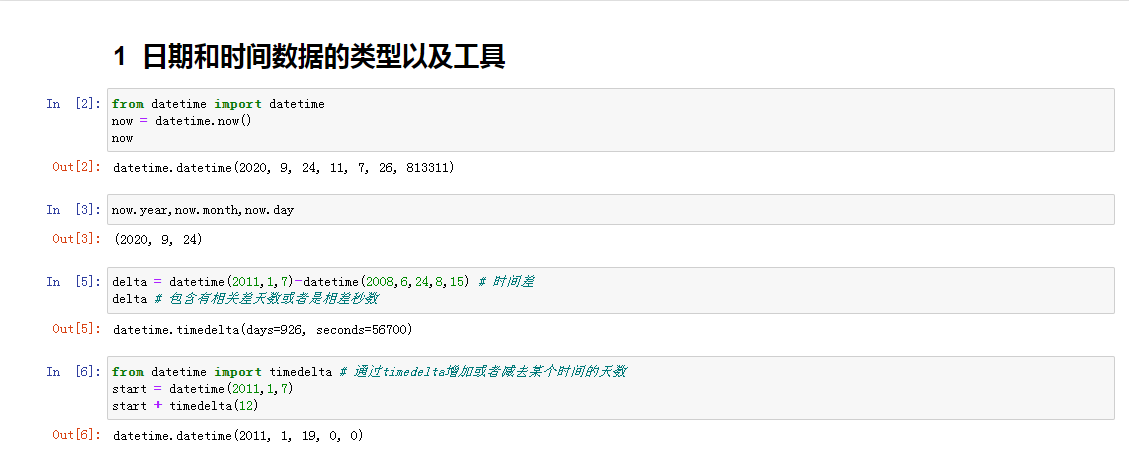 1 日期和时间数据的类型以及工具
In [2]: from datetime import datetime
now = datetime.now()
now
Out[2]: datetime.datetime(2020, 9, 24, 11, 7, 26, 813311)
In [3]: now.year,now.month,now.day
Out[3]: (2020, 9, 24)
In [5]: delta = datetime(2011,1,7)-datetime(2008,6,24,8,15) # 时间差
delta # 包含有相关差天数或者是相差秒数
Out[5]: datetime.timedelta(days=926, seconds=56700)
In [6]: from datetime import timedelta # 通过timedelta增加或者减去某个时间的天数
start = datetime(2011,1,7)
start + timedelta(12)
Out[6]: datetime.datetime(2011, 1, 19, 0, 0)